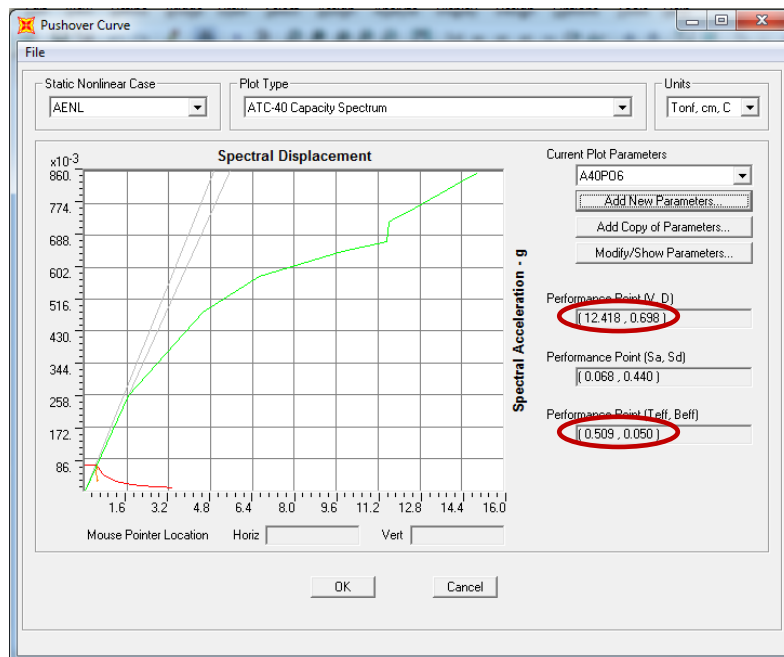 Pushover Curve
File
Static Nonlinear Case
AENL
Plot Type
ATC-40 Capacity Spectrum
Units
Tonf, cm, C
x10-3
Spectral Displacement
860.
774.
688.
602.
516.
430.
344.
258.
172.
86.
1.6 3.2 4.8 6.4 8.0 9.6 11.2 12.8 14.4 16.0
Spectral Acceleration - g
Mouse Pointer Location Horiz Vert
Current Plot Parameters
A40PO6
Add New Parameters...
Add Copy of Parameters...
Modify/Show Parameters...
Performance Point (V, D)
( 12.418 , 0.698 )
Performance Point (Sa, Sd)
( 0.068 , 0.440 )
Performance Point (Teff, Beff)
( 0.509 , 0.050 )
OK Cancel